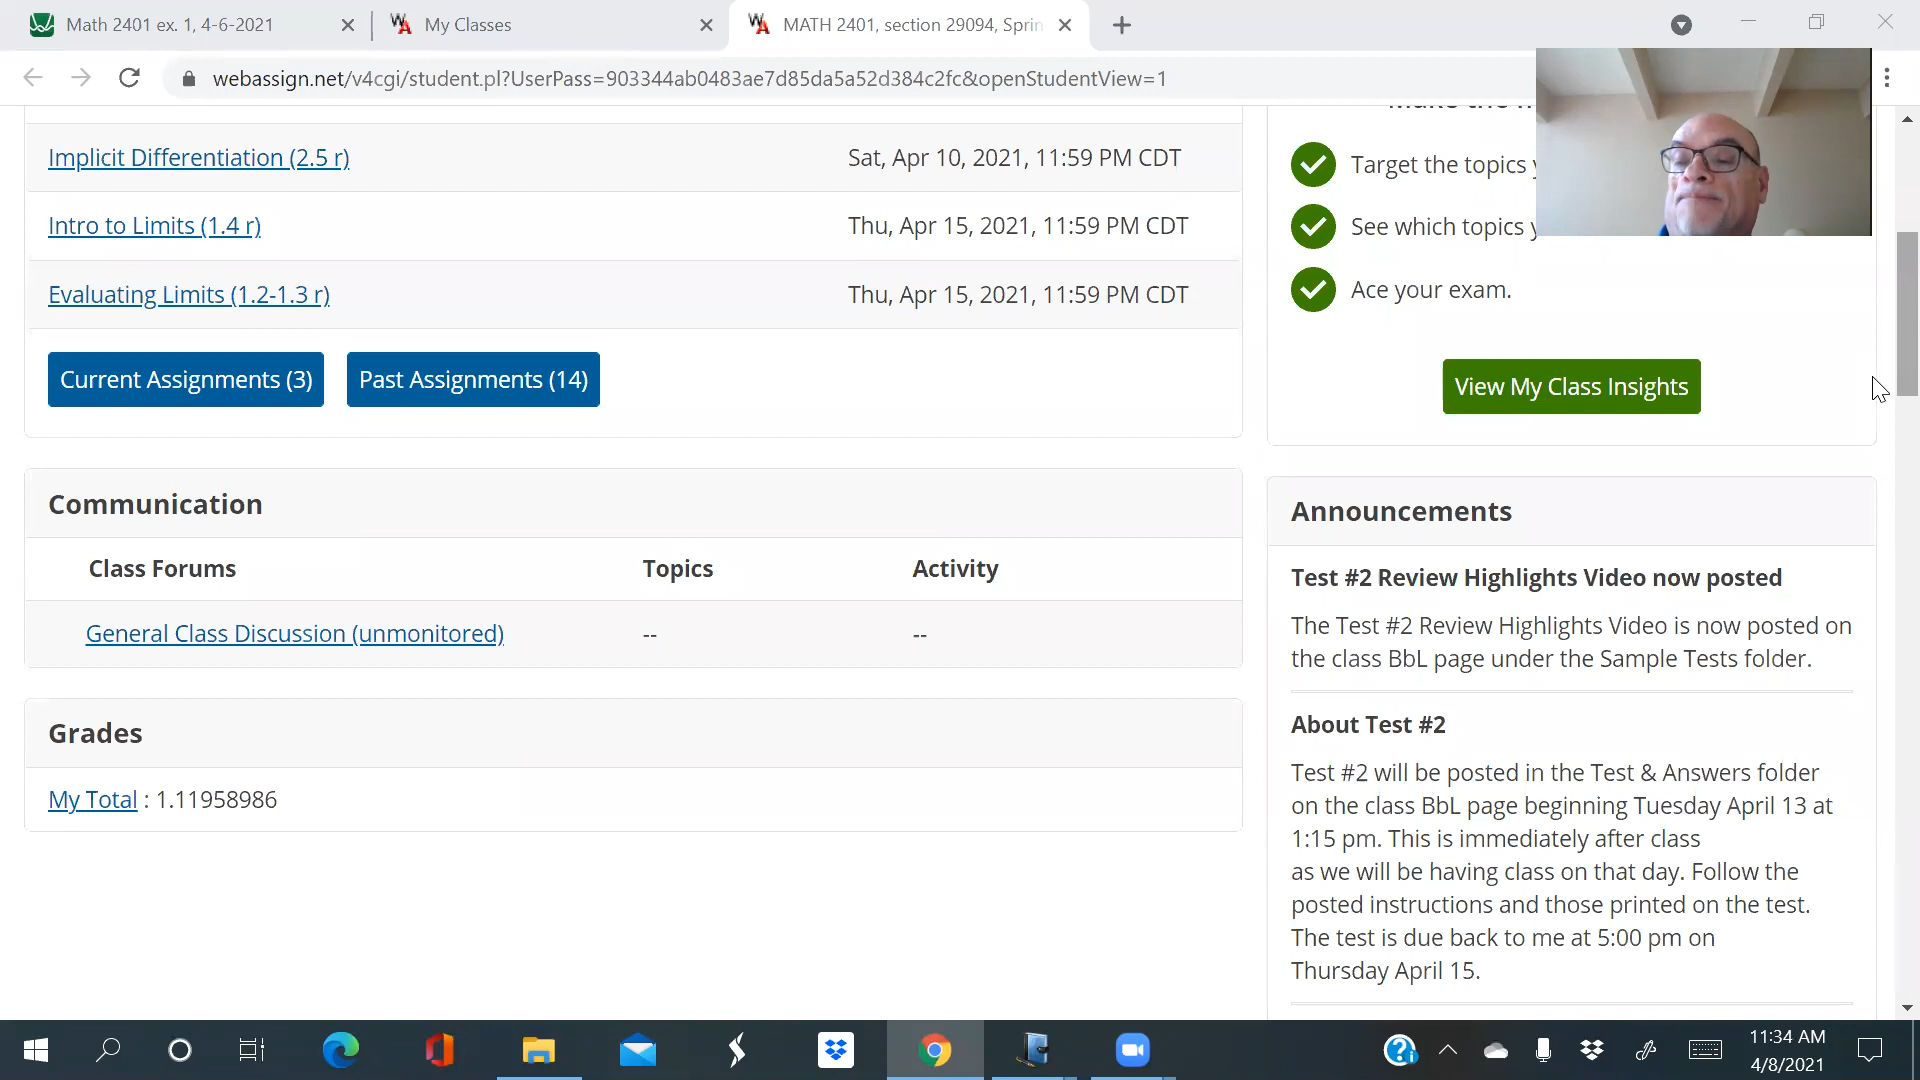 Math 2401 ex. 1, 4-6-2021
My Classes
MATH 2401, section 29094, Sprin
webassign.net/v4cgi/student.pl?UserPass=903344ab0483ae7d85da5a52d384c2fc&openStudentView=1
Implicit Differentiation (2.5 r) Sat, Apr 10, 2021, 11:59 PM CDT
Intro to Limits (1.4 r) Thu, Apr 15, 2021, 11:59 PM CDT
Evaluating Limits (1.2-1.3 r) Thu, Apr 15, 2021, 11:59 PM CDT
Current Assignments (3) Past Assignments (14)
Communication
Class Forums Topics Activity
General Class Discussion (unmonitored) -- --
Grades
My Total : 1.11958986
Target the topics
See which topics
Ace your exam.
View My Class Insights
Announcements
Test #2 Review Highlights Video now posted
The Test #2 Review Highlights Video is now posted on
the class BbL page under the Sample Tests folder.
About Test #2
Test #2 will be posted in the Test & Answers folder
on the class BbL page beginning Tuesday April 13 at
1:15 pm. This is immediately after class
as we will be having class on that day. Follow the
posted instructions and those printed on the test.
The test is due back to me at 5:00 pm on
Thursday April 15.
11:34 AM
4/8/2021